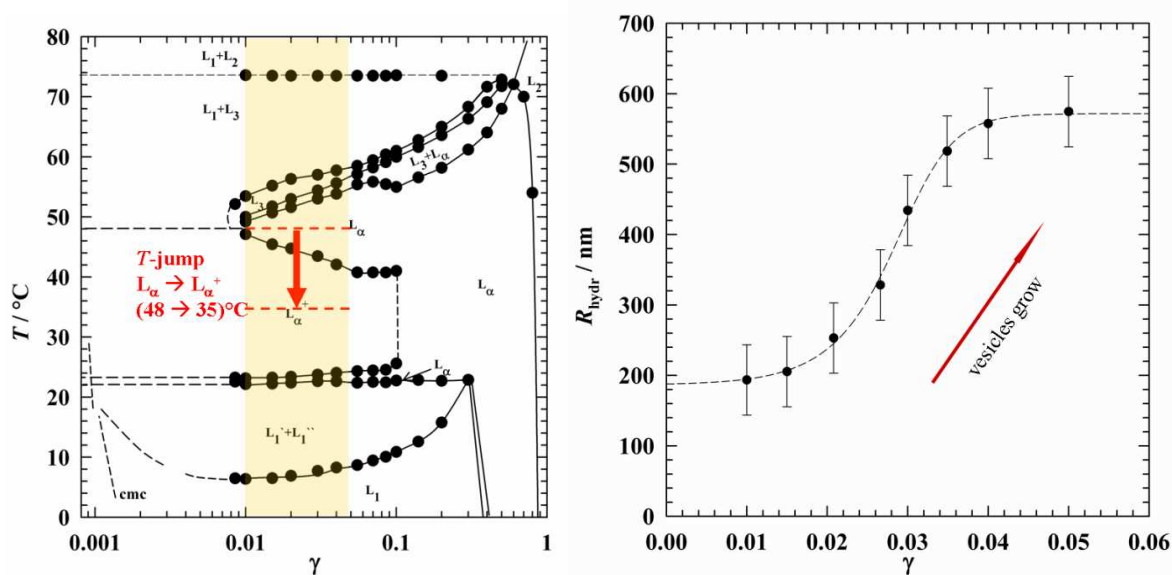 80
70
60
50
40
30
20
10
0
T / °C
0.001
0.01
0.1
1
γ
L₁+L₂
L₂
L₁+L₃
L₃+Lα
L₃
Lα
T-jump
Lα → Lα⁺
(48 → 35)°C
Lα⁺
Lα
Lα
L₁`+L₁``
cmc
L₁
700
600
500
400
300
200
100
0
Rhydr / nm
vesicles grow
0.00
0.01
0.02
0.03
0.04
0.05
0.06
γ